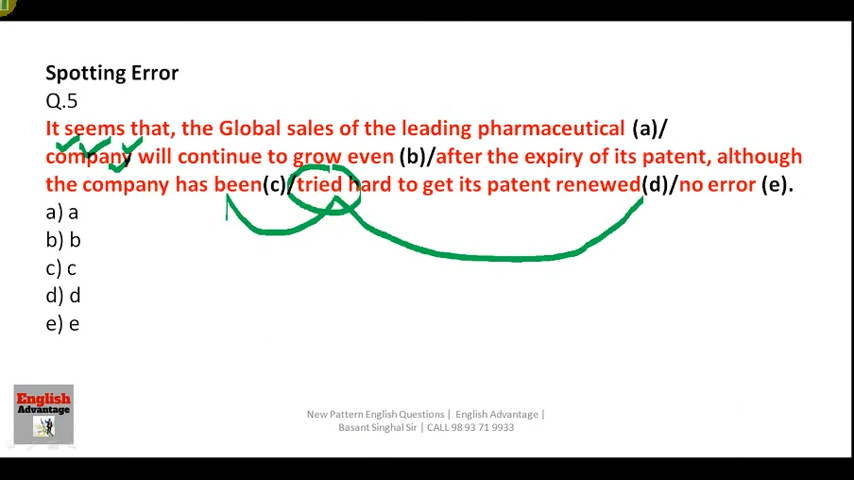 Spotting Error
Q.5
It seems that, the Global sales of the leading pharmaceutical (a)/
company will continue to grow even (b)/after the expiry of its patent, although
the company has been(c)/tried hard to get its patent renewed(d)/no error (e).
a) a
b) b
c) c
d) d
e) e
English
Advantage
New Pattern English Questions | English Advantage |
Basant Singhal Sir | CALL 98 93 71 9933